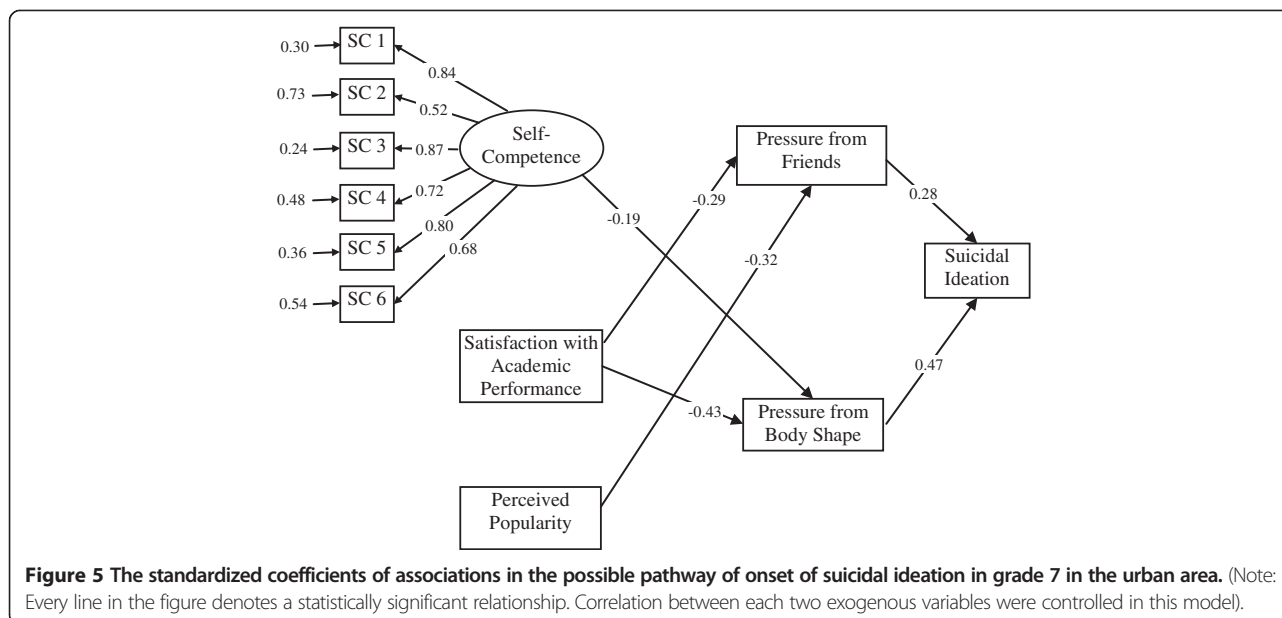 0.30
SC 1
0.84
0.73
SC 2
0.52
0.24
SC 3
0.87
Self-
Competence
0.48
SC 4
0.72
0.36
SC 5
0.80
0.54
SC 6
0.68
Pressure from
Friends
-0.29
-0.19
0.28
-0.32
Suicidal
Ideation
Satisfaction with
Academic
Performance
0.47
-0.43
Pressure from
Body Shape
Perceived
Popularity
Figure 5 The standardized coefficients of associations in the possible pathway of onset of suicidal ideation in grade 7 in the urban area. (Note:
Every line in the figure denotes a statistically significant relationship. Correlation between each two exogenous variables were controlled in this model).